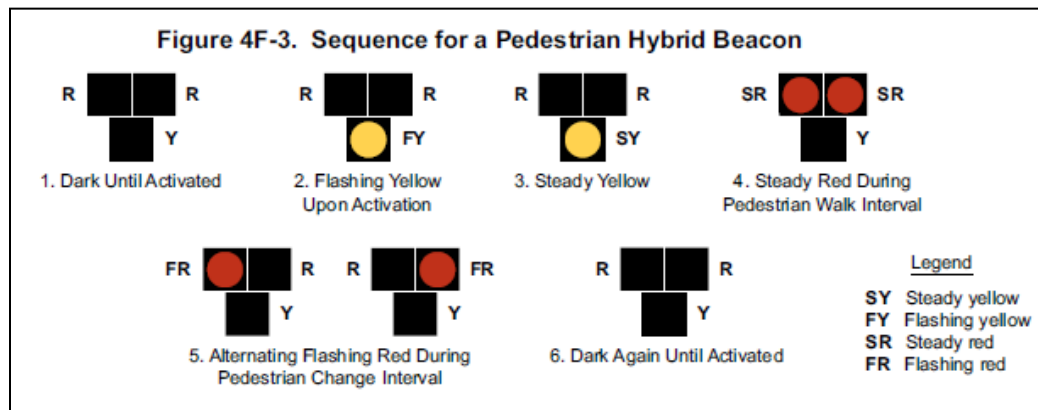 Figure 4F-3. Sequence for a Pedestrian Hybrid Beacon
R R R R R R SR SR
Y FY SY Y
1. Dark Until Activated 2. Flashing Yellow 3. Steady Yellow 4. Steady Red During
Upon Activation Pedestrian Walk Interval
FR R R FR R R Legend
Y Y Y SY Steady yellow
FY Flashing yellow
5. Alternating Flashing Red During 6. Dark Again Until Activated SR Steady red
Pedestrian Change Interval FR Flashing red